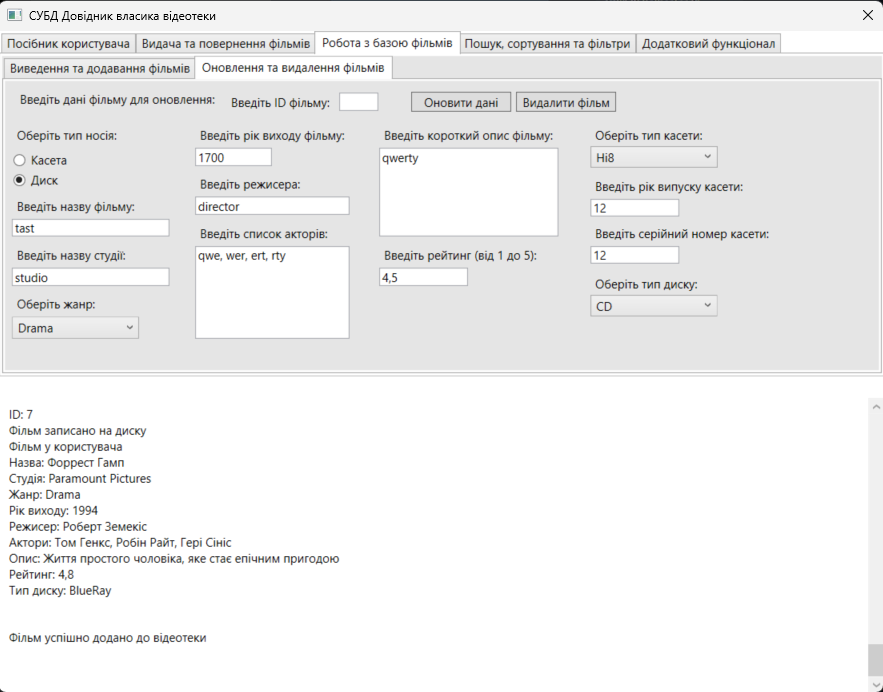 СУБД Довідник власика відеотеки
Посібник користувача
Видача та повернення фільмів
Робота з базою фільмів
Пошук, сортування та фільтри
Додатковий функціонал
Виведення та додавання фільмів
Оновлення та видалення фільмів
Введіть дані фільму для оновлення:
Введіть ID фільму:
Оновити дані
Видалити фільм
Оберіть тип носія:
Касета
Диск
Введіть назву фільму:
tast
Введіть назву студії:
studio
Оберіть жанр:
Drama
Введіть рік виходу фільму:
1700
Введіть режисера:
director
Введіть список акторів:
qwe, wer, ert, rty
Введіть короткий опис фільму:
qwerty
Введіть рейтинг (від 1 до 5):
4,5
Оберіть тип касети:
Hi8
Введіть рік випуску касети:
12
Введіть серійний номер касети:
12
Оберіть тип диску:
CD
ID: 7
Фільм записано на диску
Фільм у користувача
Назва: Форрест Гамп
Студія: Paramount Pictures
Жанр: Drama
Рік виходу: 1994
Режисер: Роберт Земекіс
Актори: Том Генкс, Робін Райт, Гері Сініс
Опис: Життя простого чоловіка, яке стає епічним пригодою
Рейтинг: 4,8
Тип диску: BlueRay
Фільм успішно додано до відеотеки